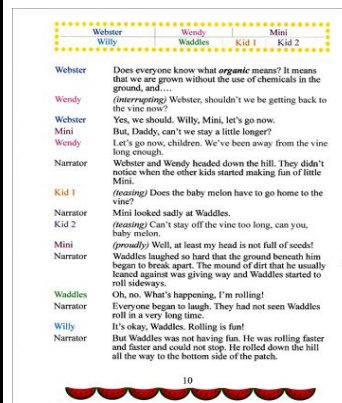 Webster Wendy Mini
Willy Waddles Kid 1 Kid 2
Webster Does everyone know what organic means? It means
that we are grown without the use of chemicals in the
ground, and....
Wendy (interrupting) Webster, shouldn't we be getting back to
the vine now?
Webster Yes, we should. Willy, Mini, let's go now.
Mini But, Daddy, can't we stay a little longer?
Wendy Let's go now, children. We've been away from the vine
long enough.
Narrator Webster and Wendy headed down the hill. They didn't
notice when the other kids started making fun of little
Mini.
Kid 1 (teasing) Does the baby melon have to go home to the
vine?
Narrator Mini looked sadly at Waddles.
Kid 2 (teasing) Can't stay off the vine too long, can you,
baby melon.
Mini (proudly) Well, at least my head is not full of seeds!
Narrator Waddles laughed so hard that the ground beneath him
began to break apart. The mound of dirt that he usually
leaned against was giving way and Waddles started to
roll sideways.
Waddles Oh, no. What's happening, I'm rolling!
Narrator Everyone began to laugh. They had not seen Waddles
roll in a very long time.
Willy It's okay, Waddles. Rolling is fun!
Narrator But Waddles was not having fun. He was rolling faster
and faster and could not stop. He rolled down the hill
all the way to the bottom side of the patch.
10